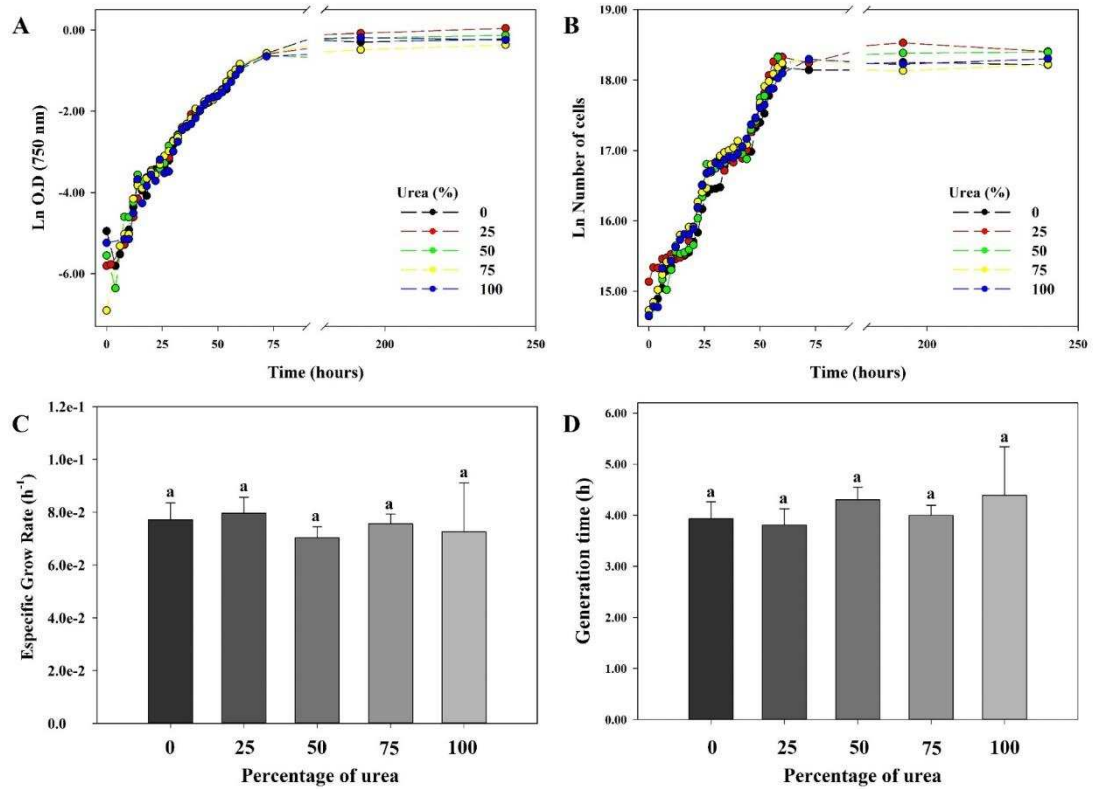 A
Ln O.D (750 nm)
0.00
-2.00
-4.00
-6.00
Urea (%)
0
25
50
75
100
0 25 50 75 200 250
Time (hours)
B
Ln Number of cells
19.00
18.00
17.00
16.00
15.00
Urea (%)
0
25
50
75
100
0 25 50 75 200 250
Time (hours)
C
Especific Grow Rate (h-1)
1.2e-1
1.0e-1
8.0e-2
6.0e-2
4.0e-2
2.0e-2
0.0
a a a a a
0 25 50 75 100
Percentage of urea
D
Generation time (h)
6.00
5.00
4.00
3.00
2.00
1.00
0.00
a a a a a
0 25 50 75 100
Percentage of urea